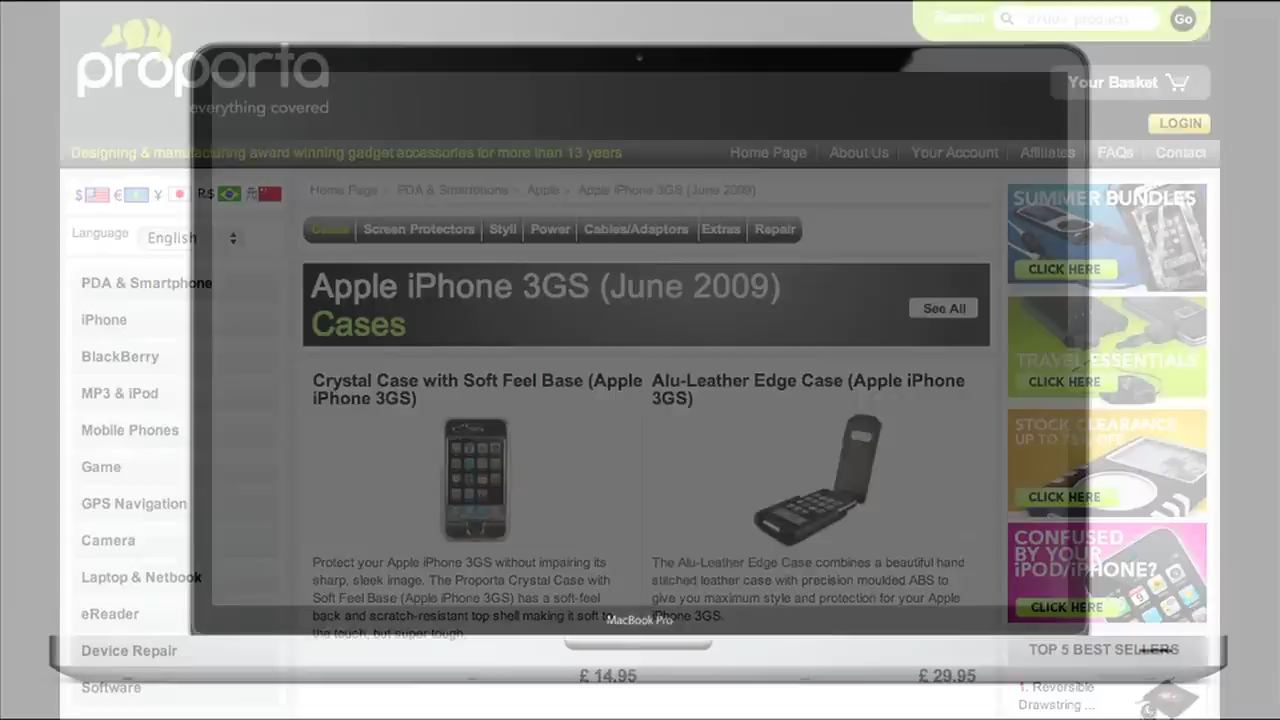 proporta
everything covered
2700+ products
Go
Your Basket
LOGIN
Designing & manufacturing award winning gadget accessories for more than 13 years
Home Page
About Us
Your Account
Affiliates
FAQs
Contact
$ € ¥ R$ 元
Language
English
Home Page > PDA & Smartphone > Apple > Apple iPhone 3GS (June 2009)
Cases
Screen Protectors
Styli
Power
Cables/Adaptors
Extras
Repair
PDA & Smartphone
iPhone
BlackBerry
MP3 & iPod
Mobile Phones
Game
GPS Navigation
Camera
Laptop & Netbook
eReader
Device Repair
Software
Apple iPhone 3GS (June 2009)
Cases
See All
Crystal Case with Soft Feel Base (Apple
iPhone 3GS)
Protect your Apple iPhone 3GS without impairing its
sharp, sleek image. The Proporta Crystal Case with
Soft Feel Base (Apple iPhone 3GS) has a soft-feel
back and scratch-resistant top shell making it soft to
the touch, but super tough.
£ 14.95
Alu-Leather Edge Case (Apple iPhone
3GS)
The Alu-Leather Edge Case combines a beautiful hand
stitched leather case with precision moulded ABS to
give you maximum style and protection for your Apple
iPhone 3GS.
£ 29.95
MacBook Pro
SUMMER BUNDLES
CLICK HERE
TRAVEL ESSENTIALS
CLICK HERE
STOCK CLEARANCE
UP TO 75% OFF
CLICK HERE
CONFUSED
BY YOUR
iPOD/iPHONE?
CLICK HERE
TOP 5 BEST SELLERS
1. Reversible
Drawstring ...